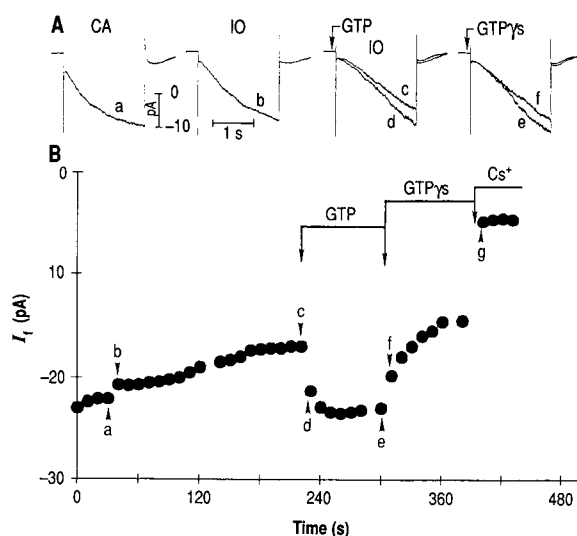 A
CA
IO
GTP
IO
GTPγs
a
0
pA
−10
b
1 s
c
d
f
e
B
Cs⁺
GTPγs
GTP
g
c
b
f
a
d
e
0
10
−20
−30
I_f (pA)
0 120 240 360 480
Time (s)